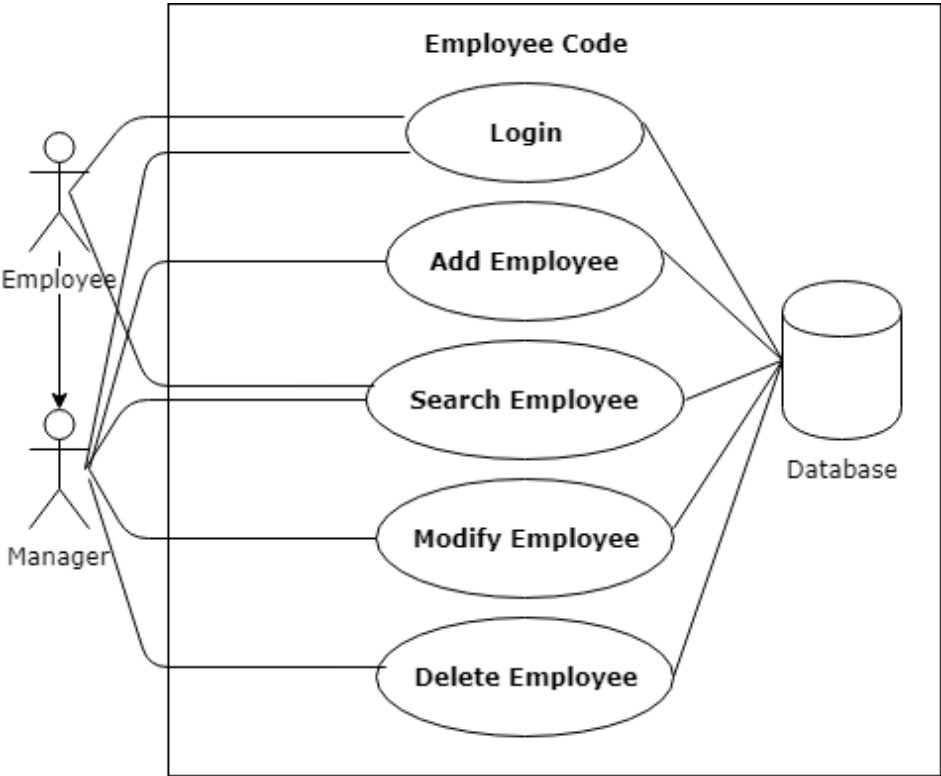 Employee Code
Login
Employee
Add Employee
Search Employee
Database
Modify Employee
Manager
Delete Employee